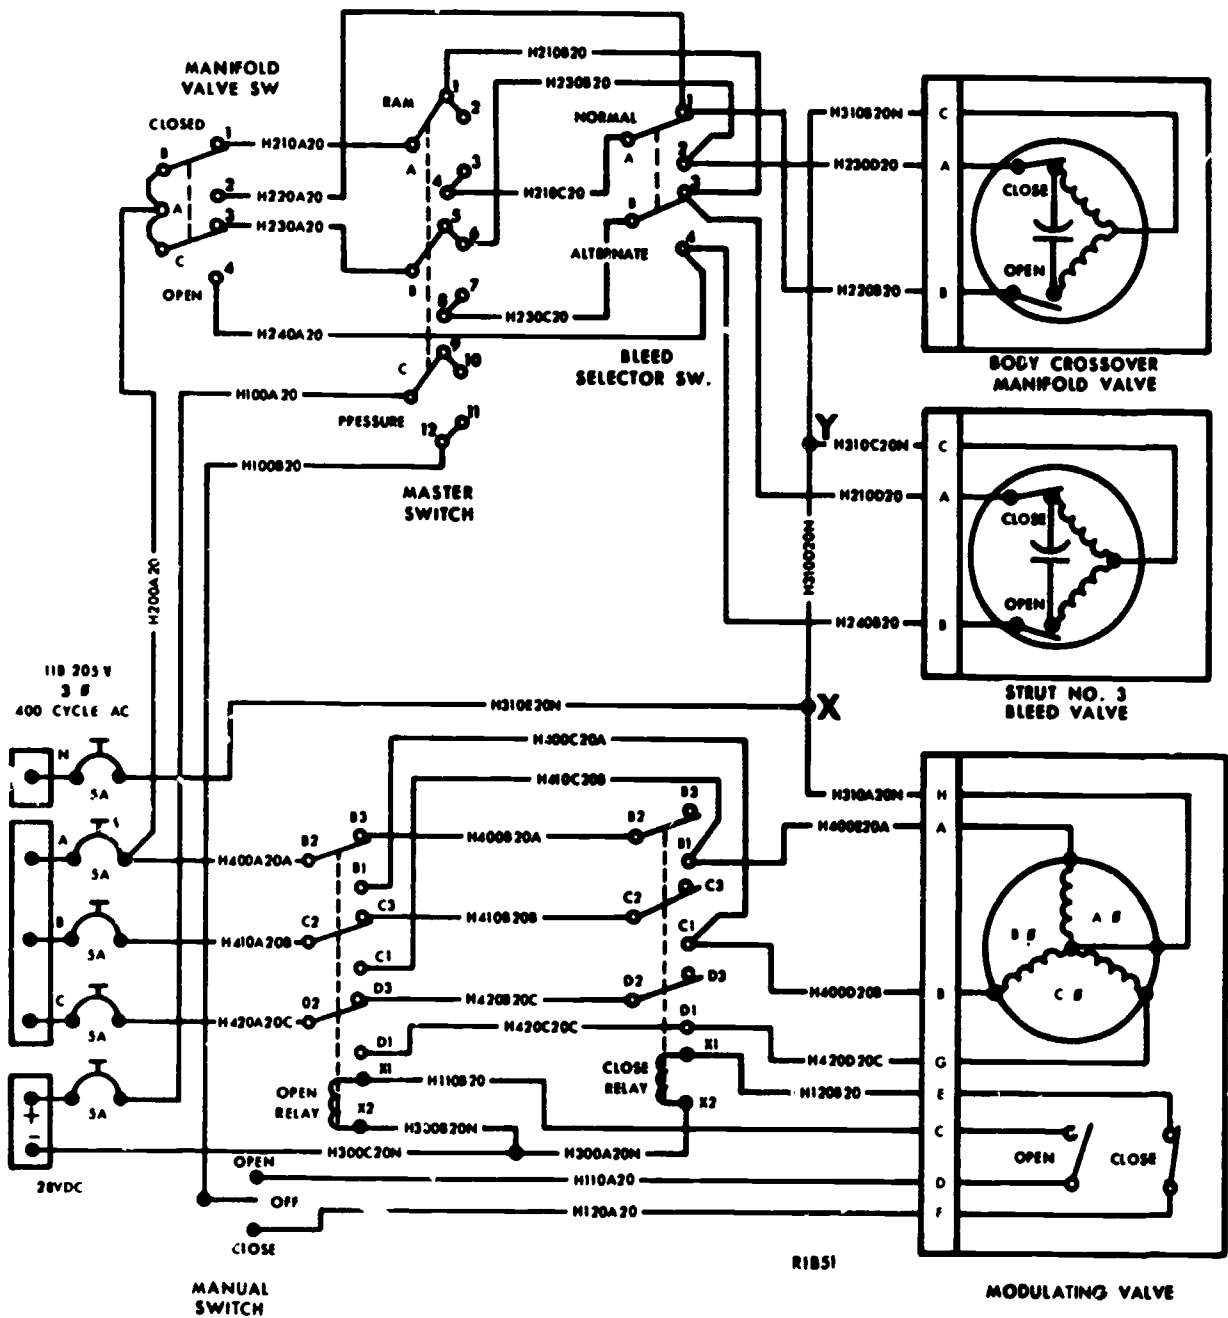 MANIFOLD
VALVE SW
CLOSED
B
1
A
2
3
C
OPEN
4
H210A20
H220A20
H230A20
H240A20
H100A20
H100B20
H200A20
RAM
1
2
A
3
4
5
6
B
7
8
9
10
C
PRESSURE
11
12
MASTER
SWITCH
H210B20
H230B20
H210C20
H230C20
NORMAL
1
A
2
3
B
ALTERNATE
4
BLEED
SELECTOR SW.
H310B20N
H230D20
H220B20
C
A
B
CLOSE
OPEN
BODY CROSSOVER
MANIFOLD VALVE
Y
H310C20N
H210D20
H310D20N
H240B20
C
A
B
CLOSE
OPEN
STRUT NO. 3
BLEED VALVE
X
118 205 V
3 Ø
400 CYCLE AC
N
5A
A
5A
B
5A
C
5A
5A
+
-
28VDC
H310E20N
H400C20A
H410C20B
H400A20A
H410A20B
H420A20C
B2
B3
B1
C2
C3
C1
D2
D3
D1
X1
OPEN
RELAY
X2
H400B20A
H410B20B
H420B20C
H420C20C
H110B20
H300B20N
H300C20N
H300A20N
B3
B2
B1
C2
C3
C1
D2
D3
D1
X1
CLOSE
RELAY
X2
H310A20N
H400E20A
H400D20B
H420D20C
H120B20
H110A20
H120A20
H
A
B
G
E
C
D
F
A Ø
B Ø
C Ø
OPEN
CLOSE
OPEN
OFF
CLOSE
MANUAL
SWITCH
R1851
MODULATING VALVE